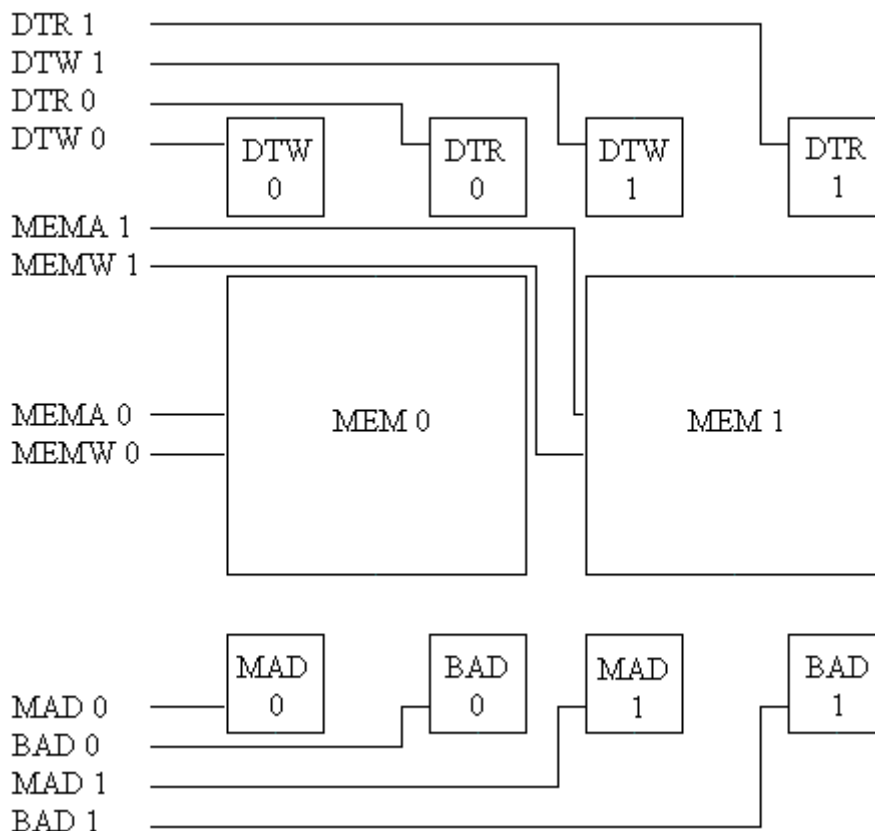 DTR 1
DTW 1
DTR 0
DTW 0
DTW
0
DTR
0
DTW
1
DTR
1
MEMA 1
MEMW 1
MEMA 0
MEMW 0
MEM 0
MEM 1
MAD
0
BAD
0
MAD
1
BAD
1
MAD 0
BAD 0
MAD 1
BAD 1